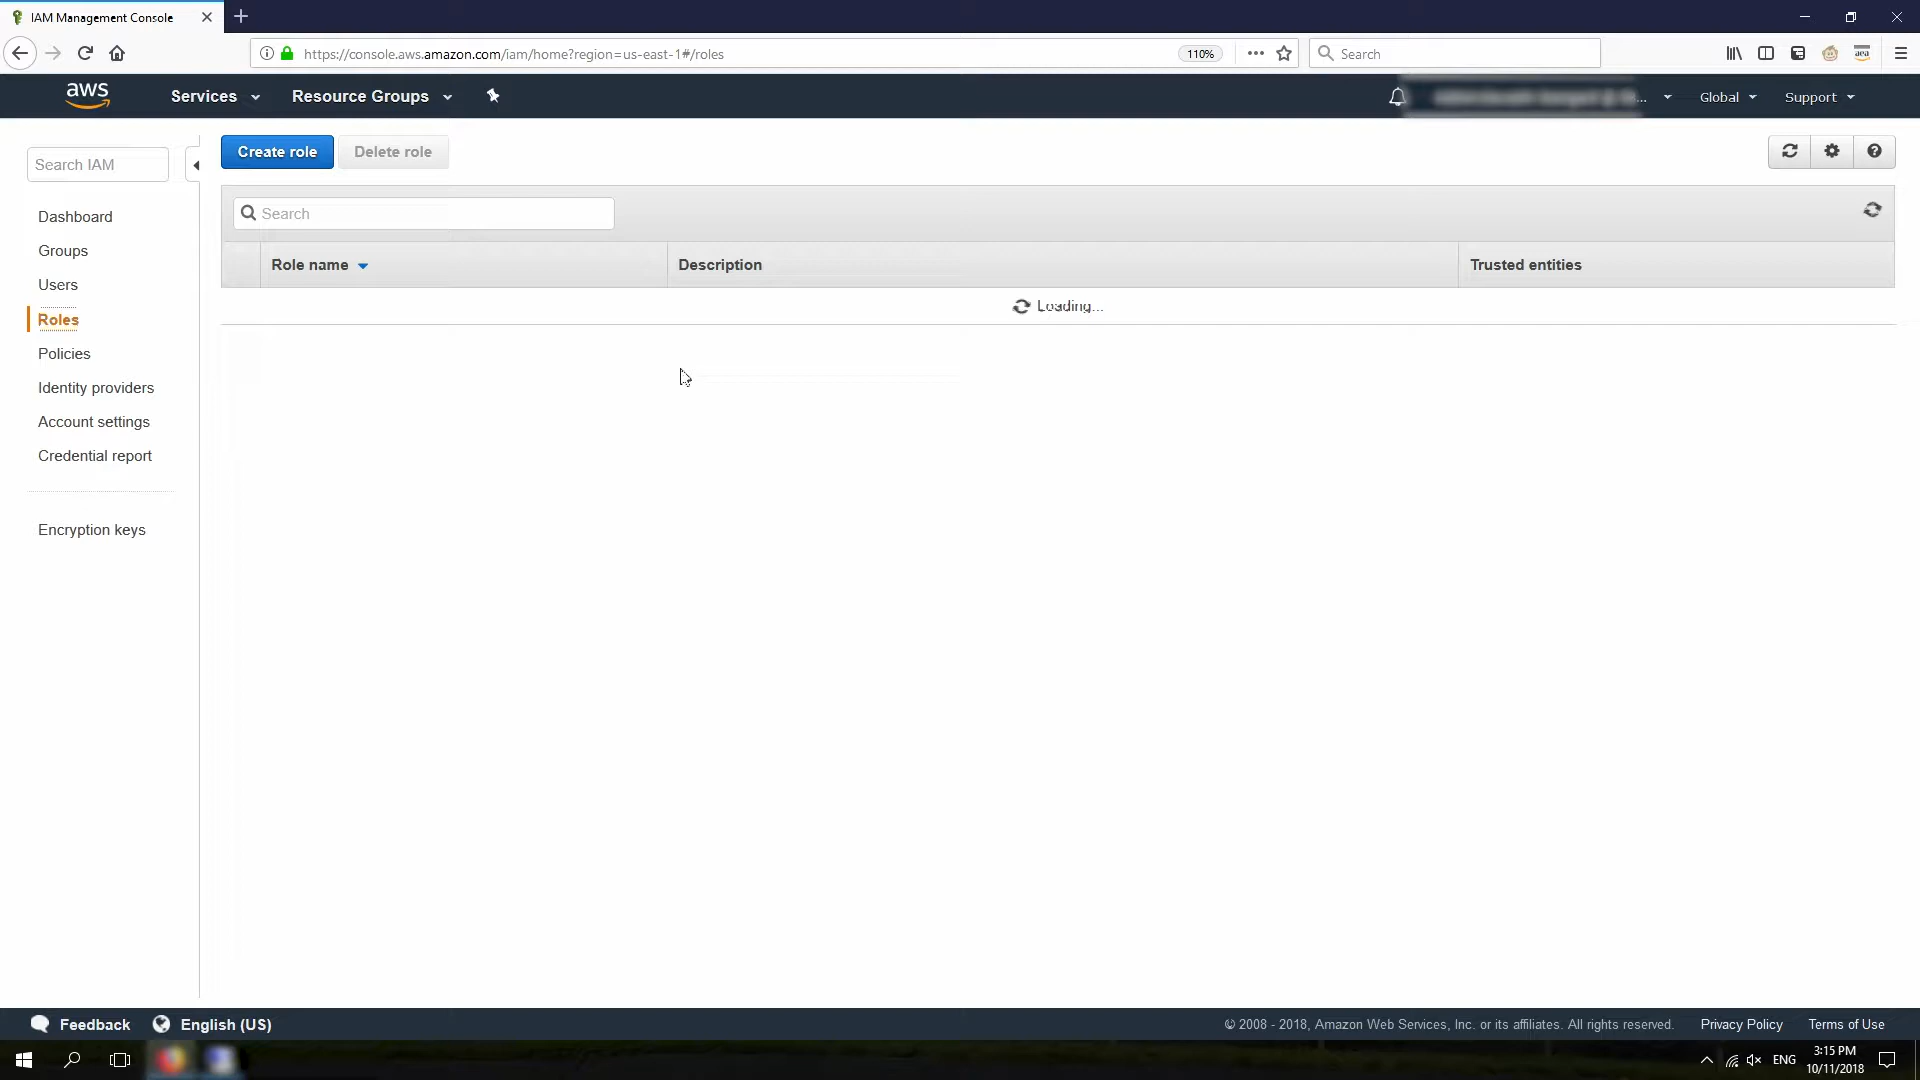 IAM Management Console
https://console.aws.amazon.com/iam/home?region=us-east-1#/roles
110%
Search
aws
Services
Resource Groups
Global
Support
Search IAM
Create role
Delete role
Search
Dashboard
Groups
Users
Roles
Policies
Identity providers
Account settings
Credential report
Encryption keys
Role name
Description
Trusted entities
Loading...
Feedback
English (US)
© 2008 - 2018, Amazon Web Services, Inc. or its affiliates. All rights reserved.
Privacy Policy
Terms of Use
ENG
3:15 PM
10/11/2018